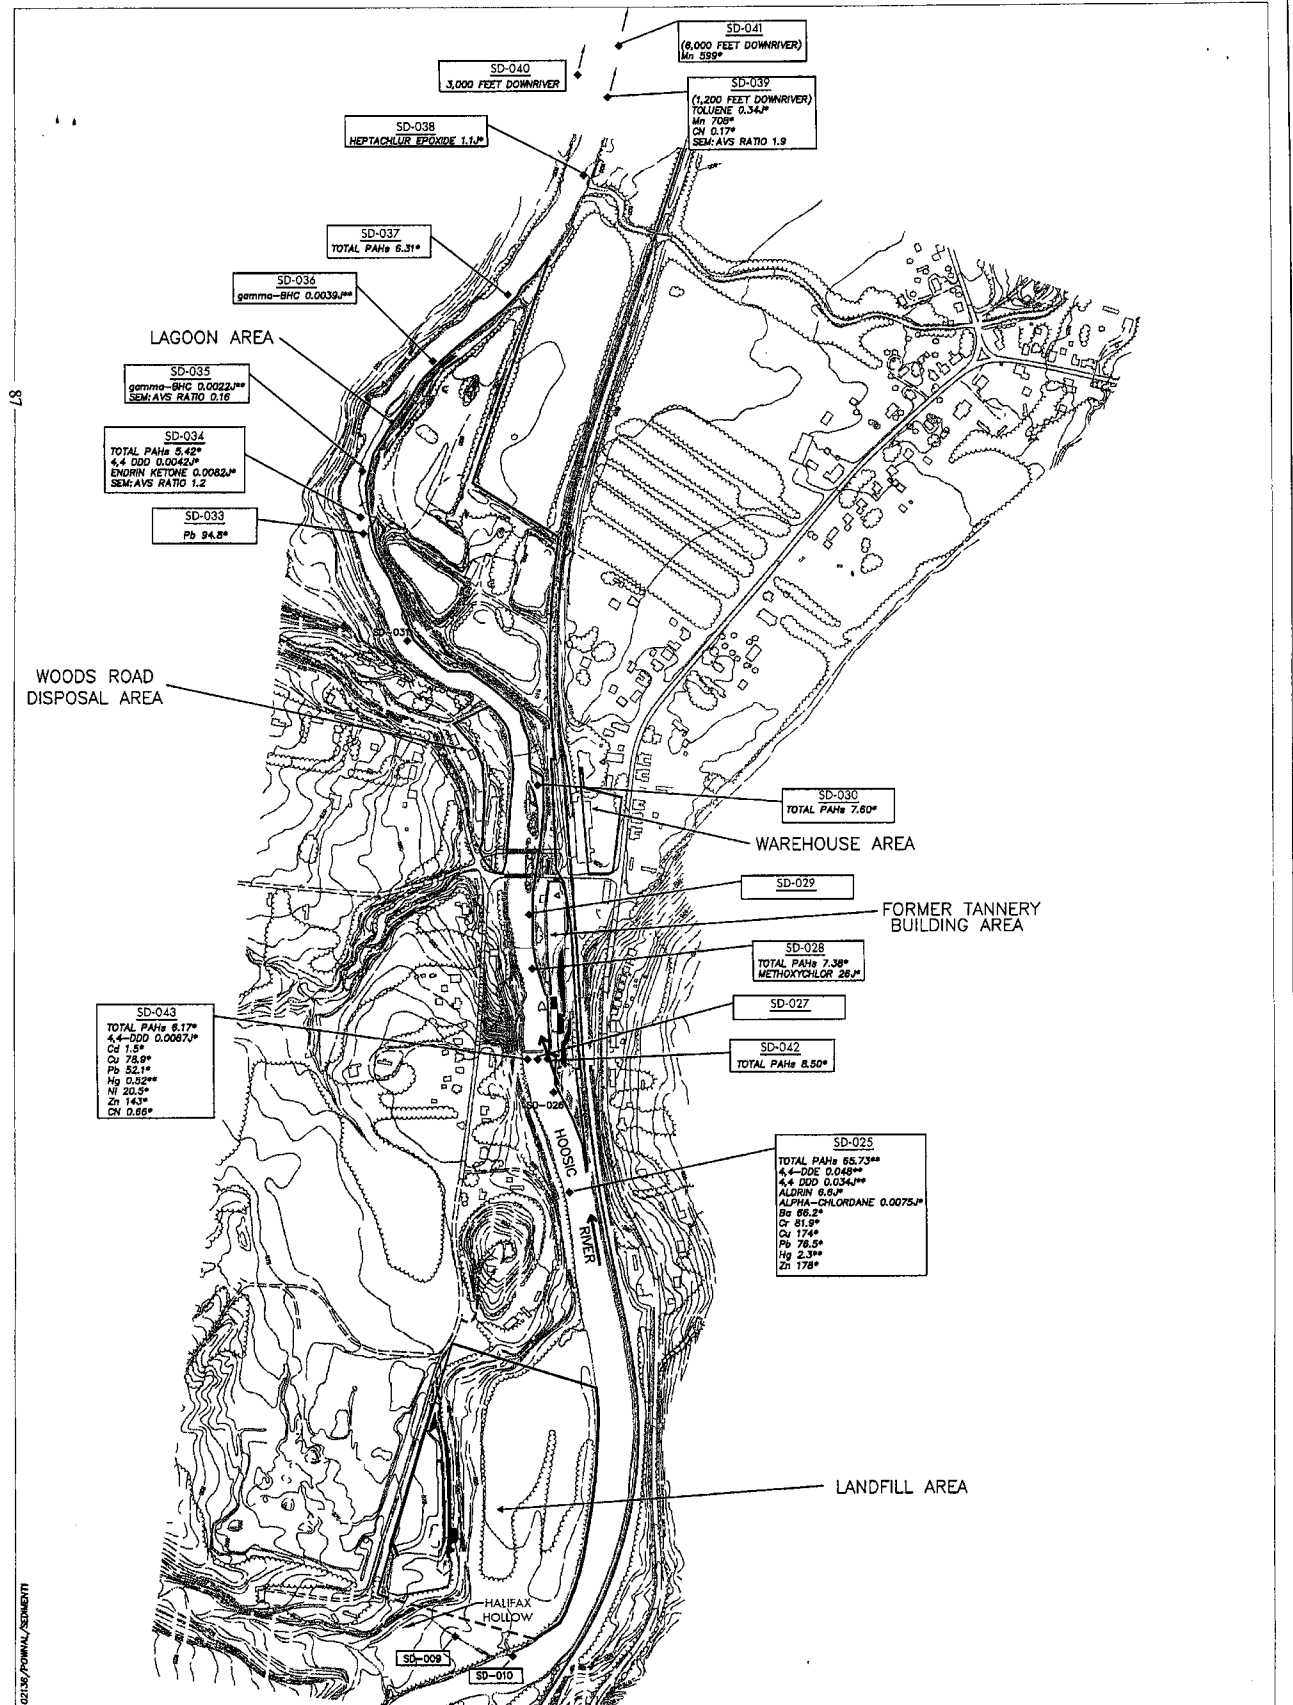 SD-041
(6,000 FEET DOWNRIVER)
Mn 599*
SD-040
3,000 FEET DOWNRIVER
SD-039
(1,200 FEET DOWNRIVER)
TOLUENE 0.34J*
Mn 708*
CN 0.17*
SEM:AVS RATIO 1.9
SD-038
HEPTACHLUR EPOXIDE 1.1J*
SD-037
TOTAL PAHs 6.31*
SD-036
gamma-BHC 0.0039J**
LAGOON AREA
SD-035
gamma-BHC 0.0022J**
SEM:AVS RATIO 0.16
87
SD-034
TOTAL PAHs 5.42*
4,4 DDD 0.0042J*
ENDRIN KETONE 0.0082J*
SEM:AVS RATIO 1.2
SD-033
Pb 94.8*
WOODS ROAD
DISPOSAL AREA
SD-030
TOTAL PAHs 7.60*
WAREHOUSE AREA
SD-029
FORMER TANNERY
BUILDING AREA
SD-028
TOTAL PAHs 7.38*
METHOXYCHLOR 26J*
SD-027
SD-043
TOTAL PAHs 6.17*
4,4-DDD 0.0067J*
Cd 1.5*
Cu 78.9*
Pb 52.1*
Hg 0.52**
Ni 20.5*
Zn 143*
CN 0.66*
SD-042
TOTAL PAHs 8.50*
SD-026
HOOSIC
RIVER
SD-025
TOTAL PAHs 65.73**
4,4-DDE 0.048**
4,4 DDD 0.034J**
ALDRIN 6.6J*
ALPHA-CHLORDANE 0.0075J*
Ba 66.2*
Cr 81.9*
Cu 174*
Pb 76.5*
Hg 2.3**
Zn 178*
LANDFILL AREA
HALIFAX
HOLLOW
SD-009
SD-010
02136/POWNAL/SEDIMENT1